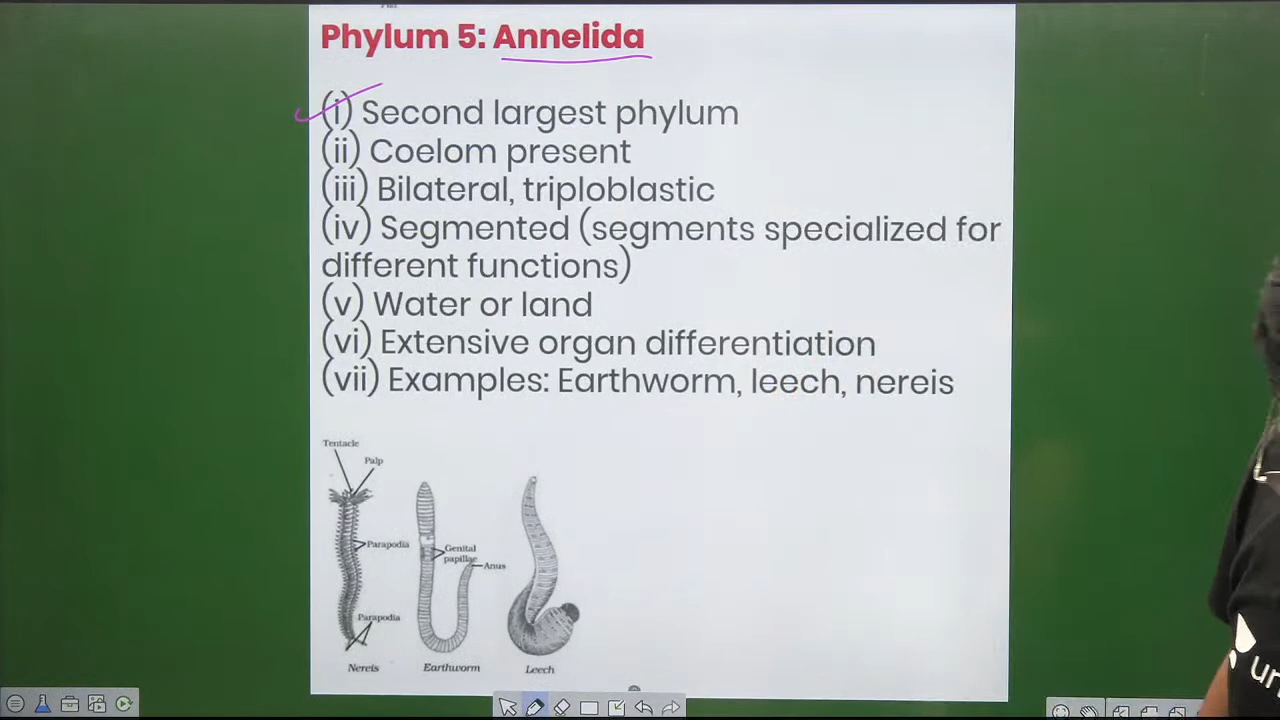 Phylum 5: Annelida
(i) Second largest phylum
(ii) Coelom present
(iii) Bilateral, triploblastic
(iv) Segmented (segments specialized for
different functions)
(v) Water or land
(vi) Extensive organ differentiation
(vii) Examples: Earthworm, leech, nereis
Tentacle
Palp
Parapodia
Genital
papillae
Anus
Parapodia
Nereis
Earthworm
Leech